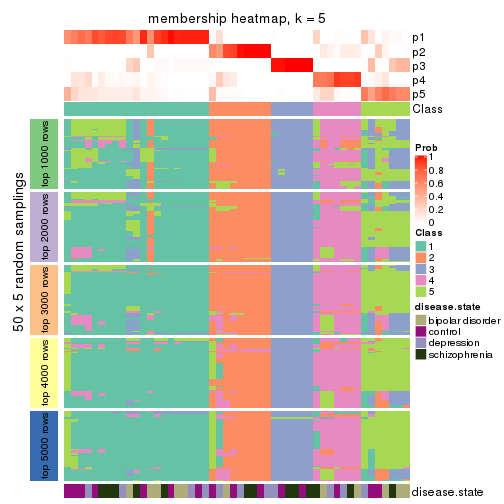 membership heatmap, k = 5
p1
p2
p3
p4
p5
Class
50 x 5 random samplings
top 1000 rows
top 2000 rows
top 3000 rows
top 4000 rows
top 5000 rows
Prob
1
0.8
0.6
0.4
0.2
0
Class
1
2
3
4
5
disease.state
bipolar disorder
control
depression
schizophrenia
disease.state